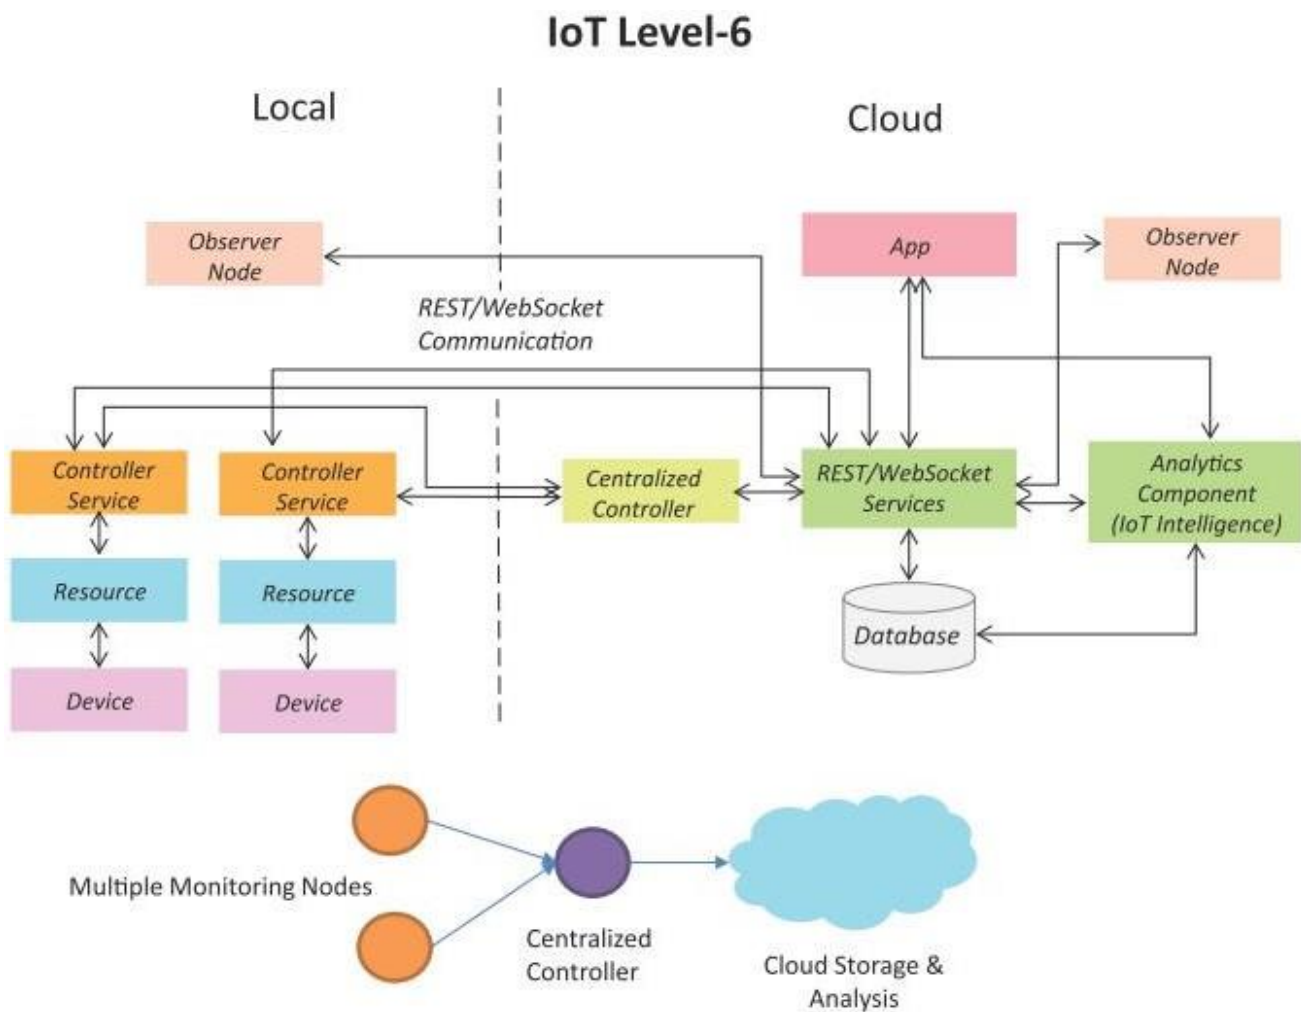 IoT Level-6
Local
Cloud
Observer
Node
App
Observer
Node
REST/WebSocket
Communication
Controller
Service
Controller
Service
Centralized
Controller
REST/WebSocket
Services
Analytics
Component
(IoT Intelligence)
Resource
Resource
Database
Device
Device
Multiple Monitoring Nodes
Centralized
Controller
Cloud Storage &
Analysis